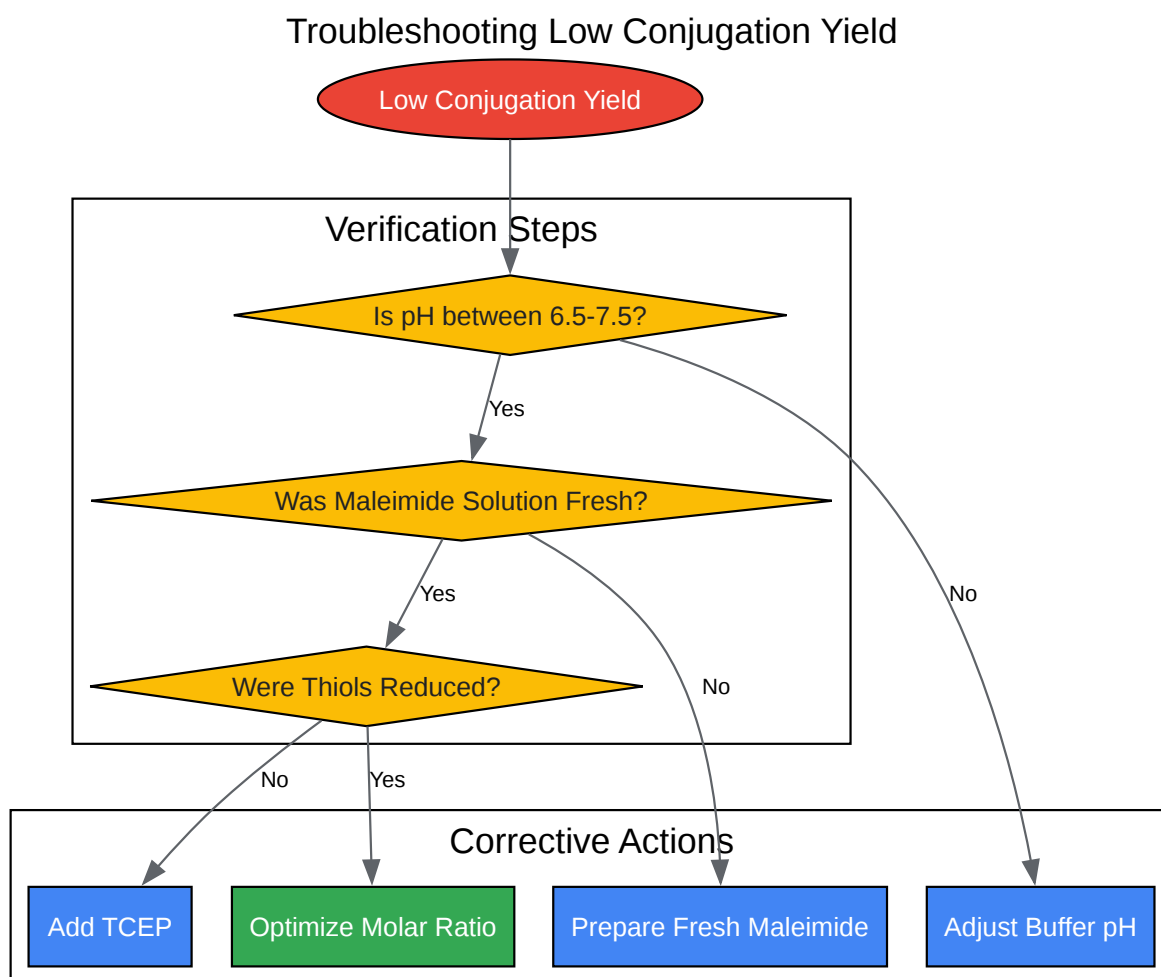 Troubleshooting Low Conjugation Yield
Low Conjugation Yield
Verification Steps
Is pH between 6.5-7.5?
Yes
Was Maleimide Solution Fresh?
Yes
No
Were Thiols Reduced?
No
No
Yes
Corrective Actions
Add TCEP
Optimize Molar Ratio
Prepare Fresh Maleimide
Adjust Buffer pH